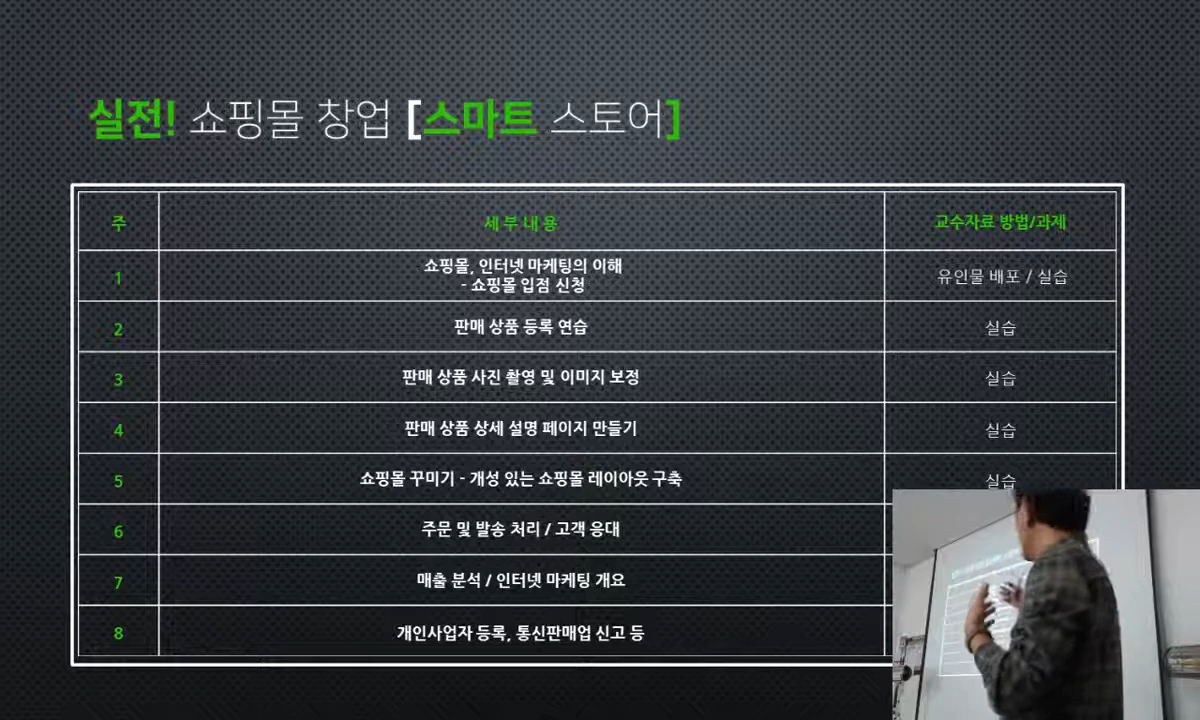 실전! 쇼핑몰 창업 [스마트 스토어]
주 세 부 내 용 교수자료 방법/과제
1 쇼핑몰, 인터넷 마케팅의 이해 유인물 배포 / 실습
- 쇼핑몰 입점 신청
2 판매 상품 등록 연습 실습
3 판매 상품 사진 촬영 및 이미지 보정 실습
4 판매 상품 상세 설명 페이지 만들기 실습
5 쇼핑몰 꾸미기 - 개성 있는 쇼핑몰 레이아웃 구축 실습
6 주문 및 발송 처리 / 고객 응대
7 매출 분석 / 인터넷 마케팅 개요
8 개인사업자 등록, 통신판매업 신고 등